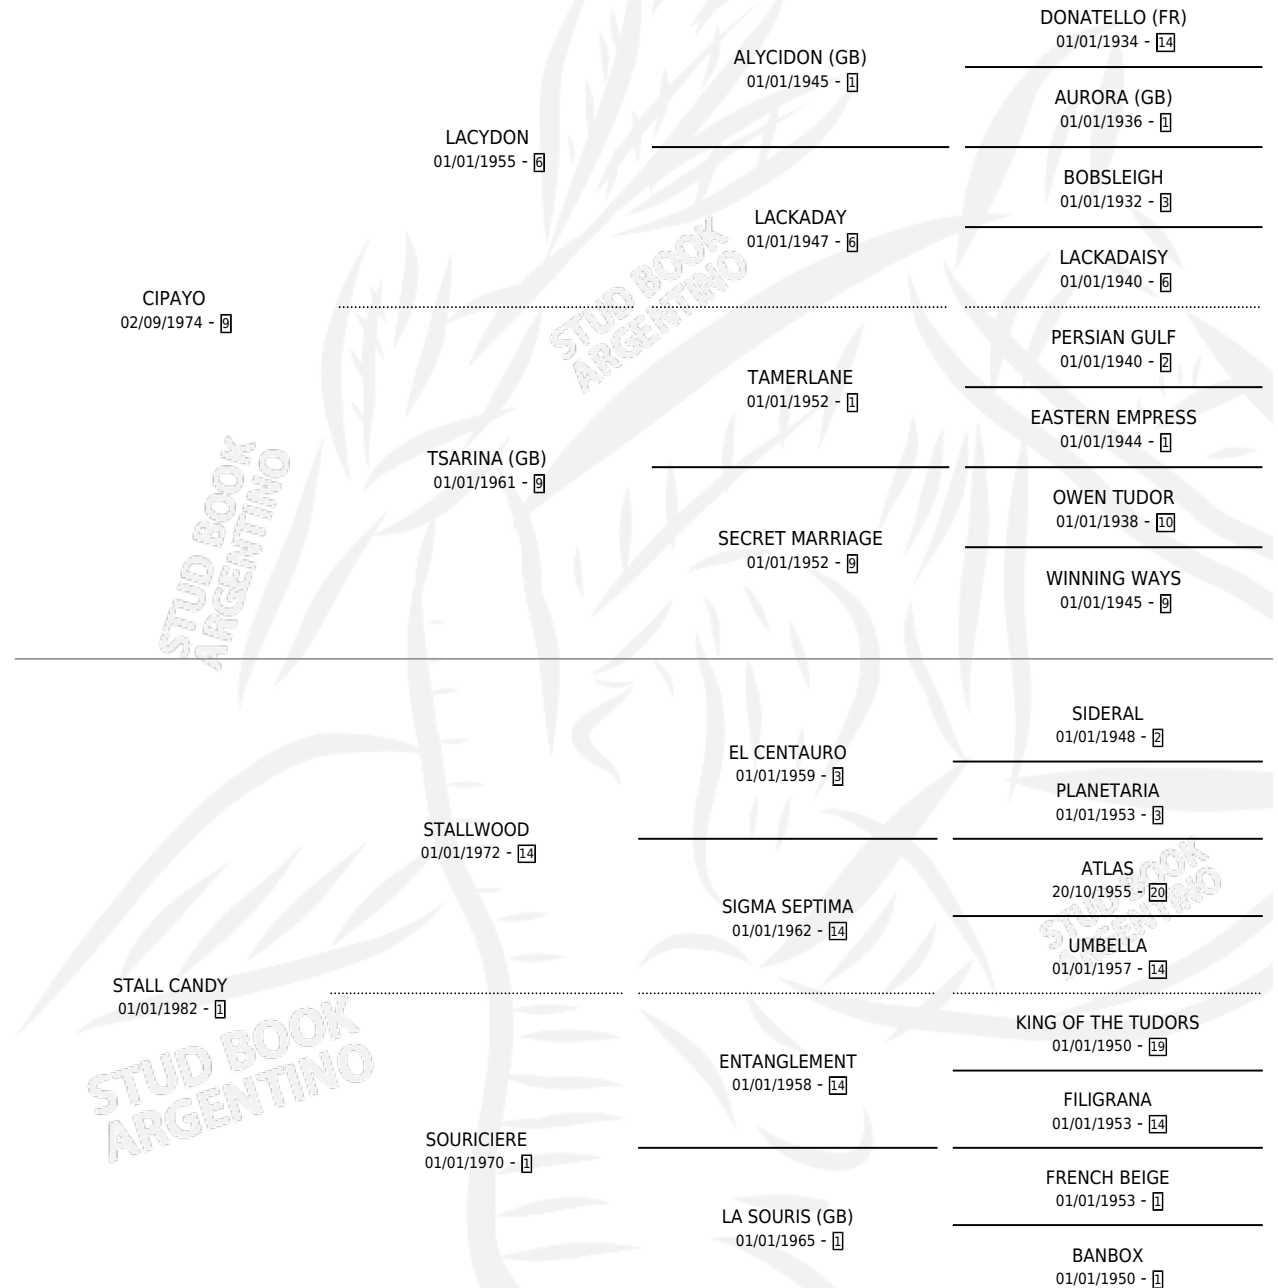 DONATELLO (FR)
01/01/1934 - 14
ALYCIDON (GB)
01/01/1945 - 1
AURORA (GB)
01/01/1936 - 1
LACYDON
01/01/1955 - 6
BOBSLEIGH
01/01/1932 - 3
LACKADAY
01/01/1947 - 6
LACKADAISY
01/01/1940 - 6
CIPAYO
02/09/1974 - 9
PERSIAN GULF
01/01/1940 - 2
TAMERLANE
01/01/1952 - 1
EASTERN EMPRESS
01/01/1944 - 1
TSARINA (GB)
01/01/1961 - 9
OWEN TUDOR
01/01/1938 - 10
SECRET MARRIAGE
01/01/1952 - 9
WINNING WAYS
01/01/1945 - 9
STUD BOOK
ARGENTINO
STUD BOOK
ARGENTINO
SIDERAL
01/01/1948 - 2
EL CENTAURO
01/01/1959 - 3
PLANETARIA
01/01/1953 - 3
STALLWOOD
01/01/1972 - 14
ATLAS
20/10/1955 - 20
SIGMA SEPTIMA
01/01/1962 - 14
UMBELLA
01/01/1957 - 14
STALL CANDY
01/01/1982 - 1
KING OF THE TUDORS
01/01/1950 - 19
ENTANGLEMENT
01/01/1958 - 14
FILIGRANA
01/01/1953 - 14
SOURICIERE
01/01/1970 - 1
FRENCH BEIGE
01/01/1953 - 1
LA SOURIS (GB)
01/01/1965 - 1
BANBOX
01/01/1950 - 1
STUD BOOK
ARGENTINO
STUD BOOK
ARGENTINO